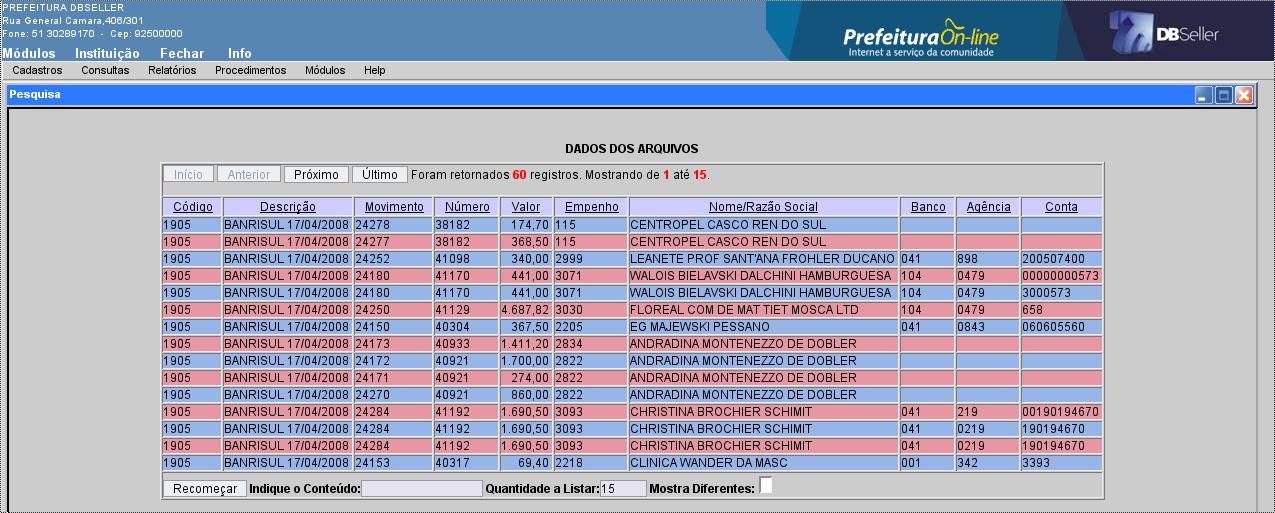 PREFEITURA DBSELLER
Rua General Camara,406/301
Fone: 51 30289170 - Cep: 92500000
Módulos Instituição Fechar Info
Prefeitura On-line
Internet a serviço da comunidade
DBSeller
Cadastros Consultas Relatórios Procedimentos Módulos Help
Pesquisa
DADOS DOS ARQUIVOS
Início Anterior Próximo Último Foram retornados 60 registros. Mostrando de 1 até 15.
Código Descrição Movimento Número Valor Empenho Nome/Razão Social Banco Agência Conta
1905 BANRISUL 17/04/2008 24278 38182 174,70 115 CENTROPEL CASCO REN DO SUL
1905 BANRISUL 17/04/2008 24277 38182 368,50 115 CENTROPEL CASCO REN DO SUL
1905 BANRISUL 17/04/2008 24252 41098 340,00 2999 LEANETE PROF SANT'ANA FROHLER DUCANO 041 898 200507400
1905 BANRISUL 17/04/2008 24180 41170 441,00 3071 WALOIS BIELAVSKI DALCHINI HAMBURGUESA 104 0479 00000000573
1905 BANRISUL 17/04/2008 24180 41170 441,00 3071 WALOIS BIELAVSKI DALCHINI HAMBURGUESA 104 0479 3000573
1905 BANRISUL 17/04/2008 24250 41129 4.687,82 3030 FLOREAL COM DE MAT TIET MOSCA LTD 104 0479 658
1905 BANRISUL 17/04/2008 24150 40304 367,50 2205 EG MAJEWSKI PESSANO 041 0843 060605560
1905 BANRISUL 17/04/2008 24173 40933 1.411,20 2834 ANDRADINA MONTENEZZO DE DOBLER
1905 BANRISUL 17/04/2008 24172 40921 1.700,00 2822 ANDRADINA MONTENEZZO DE DOBLER
1905 BANRISUL 17/04/2008 24171 40921 274,00 2822 ANDRADINA MONTENEZZO DE DOBLER
1905 BANRISUL 17/04/2008 24270 40921 860,00 2822 ANDRADINA MONTENEZZO DE DOBLER
1905 BANRISUL 17/04/2008 24284 41192 1.690,50 3093 CHRISTINA BROCHIER SCHIMIT 041 219 00190194670
1905 BANRISUL 17/04/2008 24284 41192 1.690,50 3093 CHRISTINA BROCHIER SCHIMIT 041 0219 190194670
1905 BANRISUL 17/04/2008 24284 41192 1.690,50 3093 CHRISTINA BROCHIER SCHIMIT 041 0219 190194670
1905 BANRISUL 17/04/2008 24153 40317 69,40 2218 CLINICA WANDER DA MASC 001 342 3393
Recomeçar Indique o Conteúdo: Quantidade a Listar: 15 Mostra Diferentes: